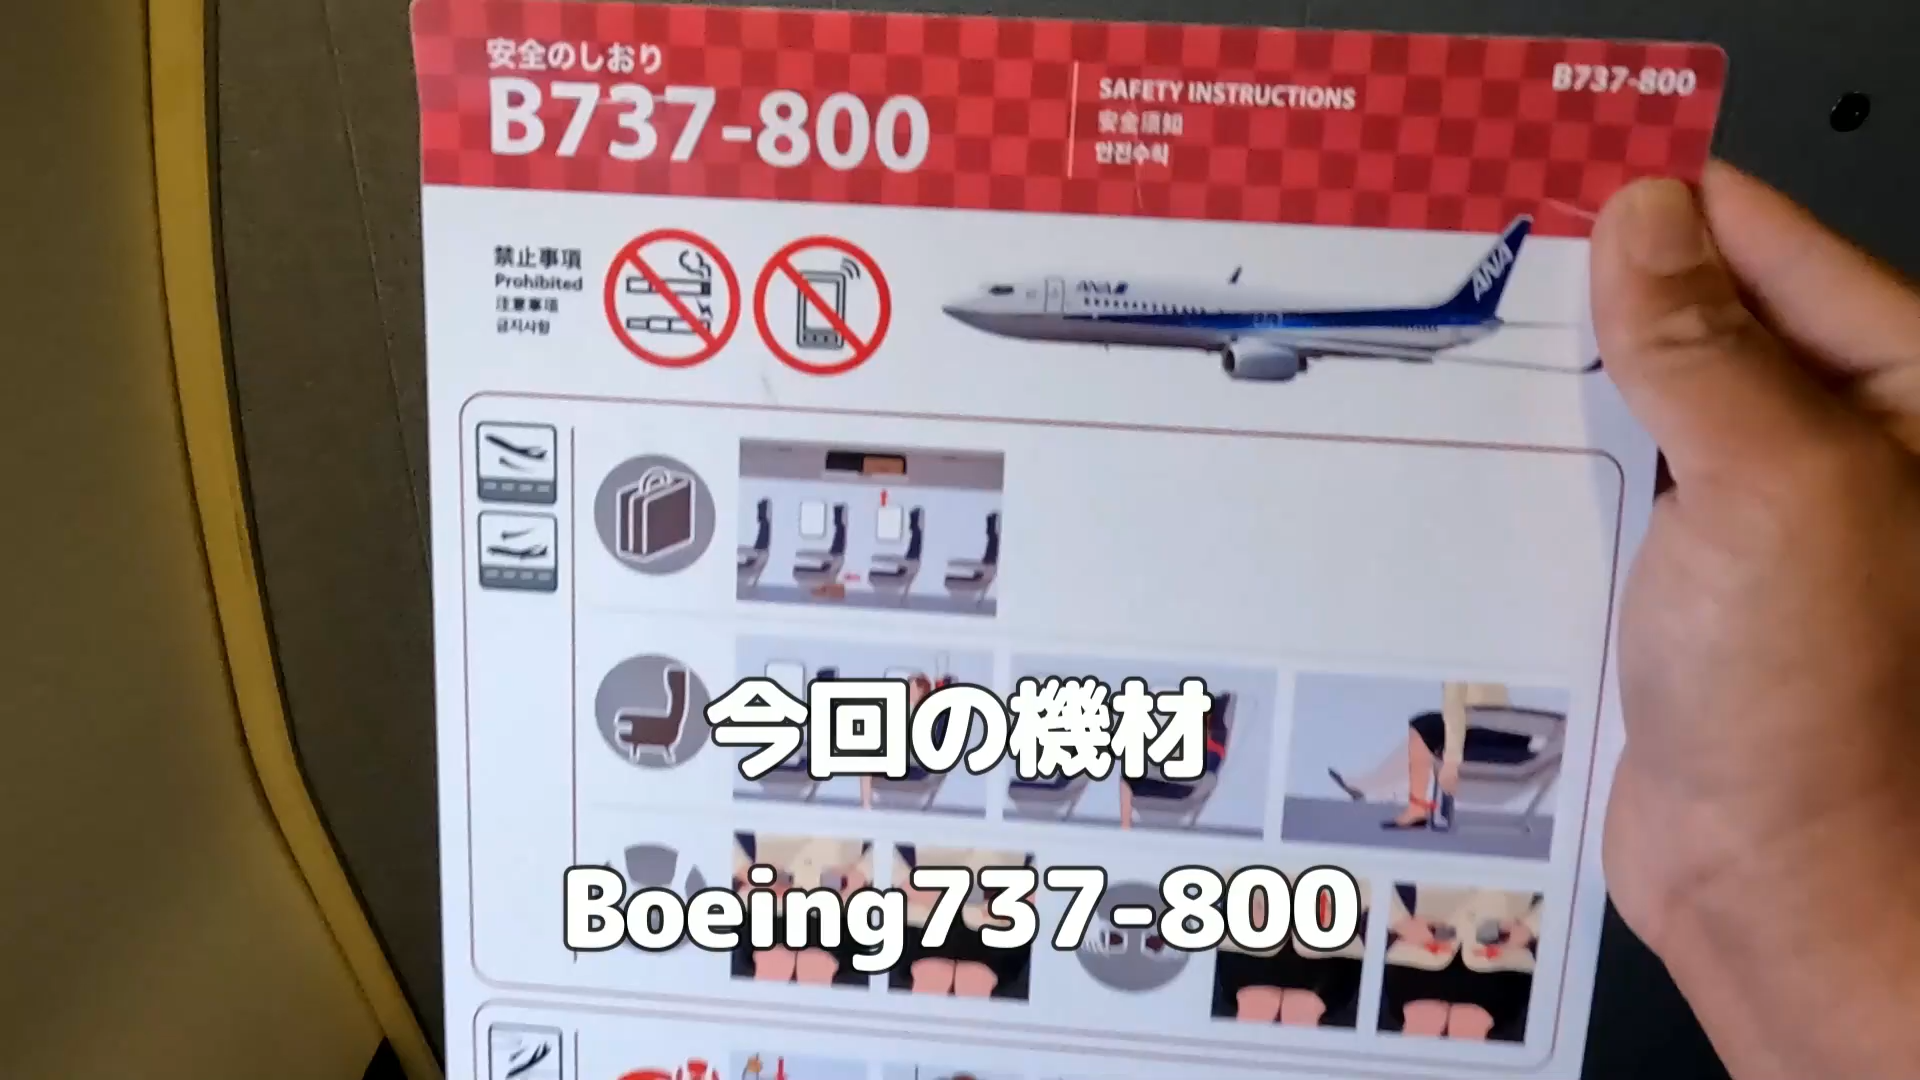 安全のしおり
B737-800
SAFETY INSTRUCTIONS
安全須知
안전수칙
B737-800
禁止事項
Prohibited
注意事項
금지사항
ANA
ANA
今回の機材
Boeing737-800